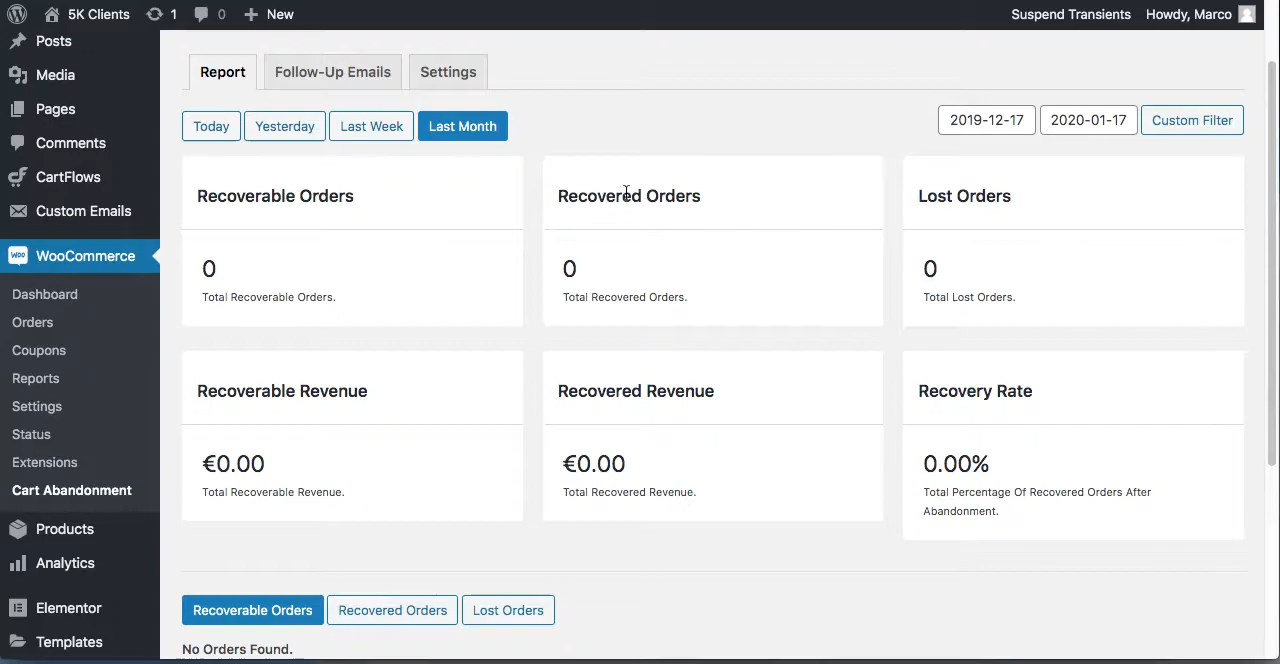 5K Clients 1 0 New Suspend Transients Howdy, Marco
Posts
Media
Pages
Comments
CartFlows
Custom Emails
WOO WooCommerce
Dashboard
Orders
Coupons
Reports
Settings
Status
Extensions
Cart Abandonment
Products
Analytics
Elementor
Templates
Report Follow-Up Emails Settings
Today Yesterday Last Week Last Month 2019-12-17 2020-01-17 Custom Filter
Recoverable Orders
0
Total Recoverable Orders.
Recovered Orders
0
Total Recovered Orders.
Lost Orders
0
Total Lost Orders.
Recoverable Revenue
€0.00
Total Recoverable Revenue.
Recovered Revenue
€0.00
Total Recovered Revenue.
Recovery Rate
0.00%
Total Percentage Of Recovered Orders After
Abandonment.
Recoverable Orders Recovered Orders Lost Orders
No Orders Found.